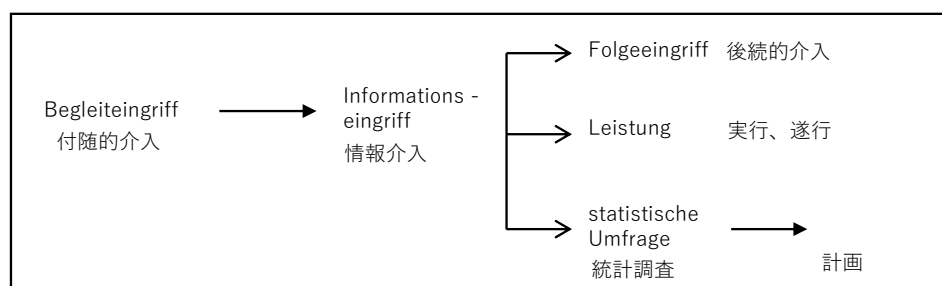 Begleiteingriff
付随的介入
Informations -
eingriff
情報介入
Folgeeingriff 後続的介入
Leistung 実行、遂行
statistische
Umfrage
統計調査
計画